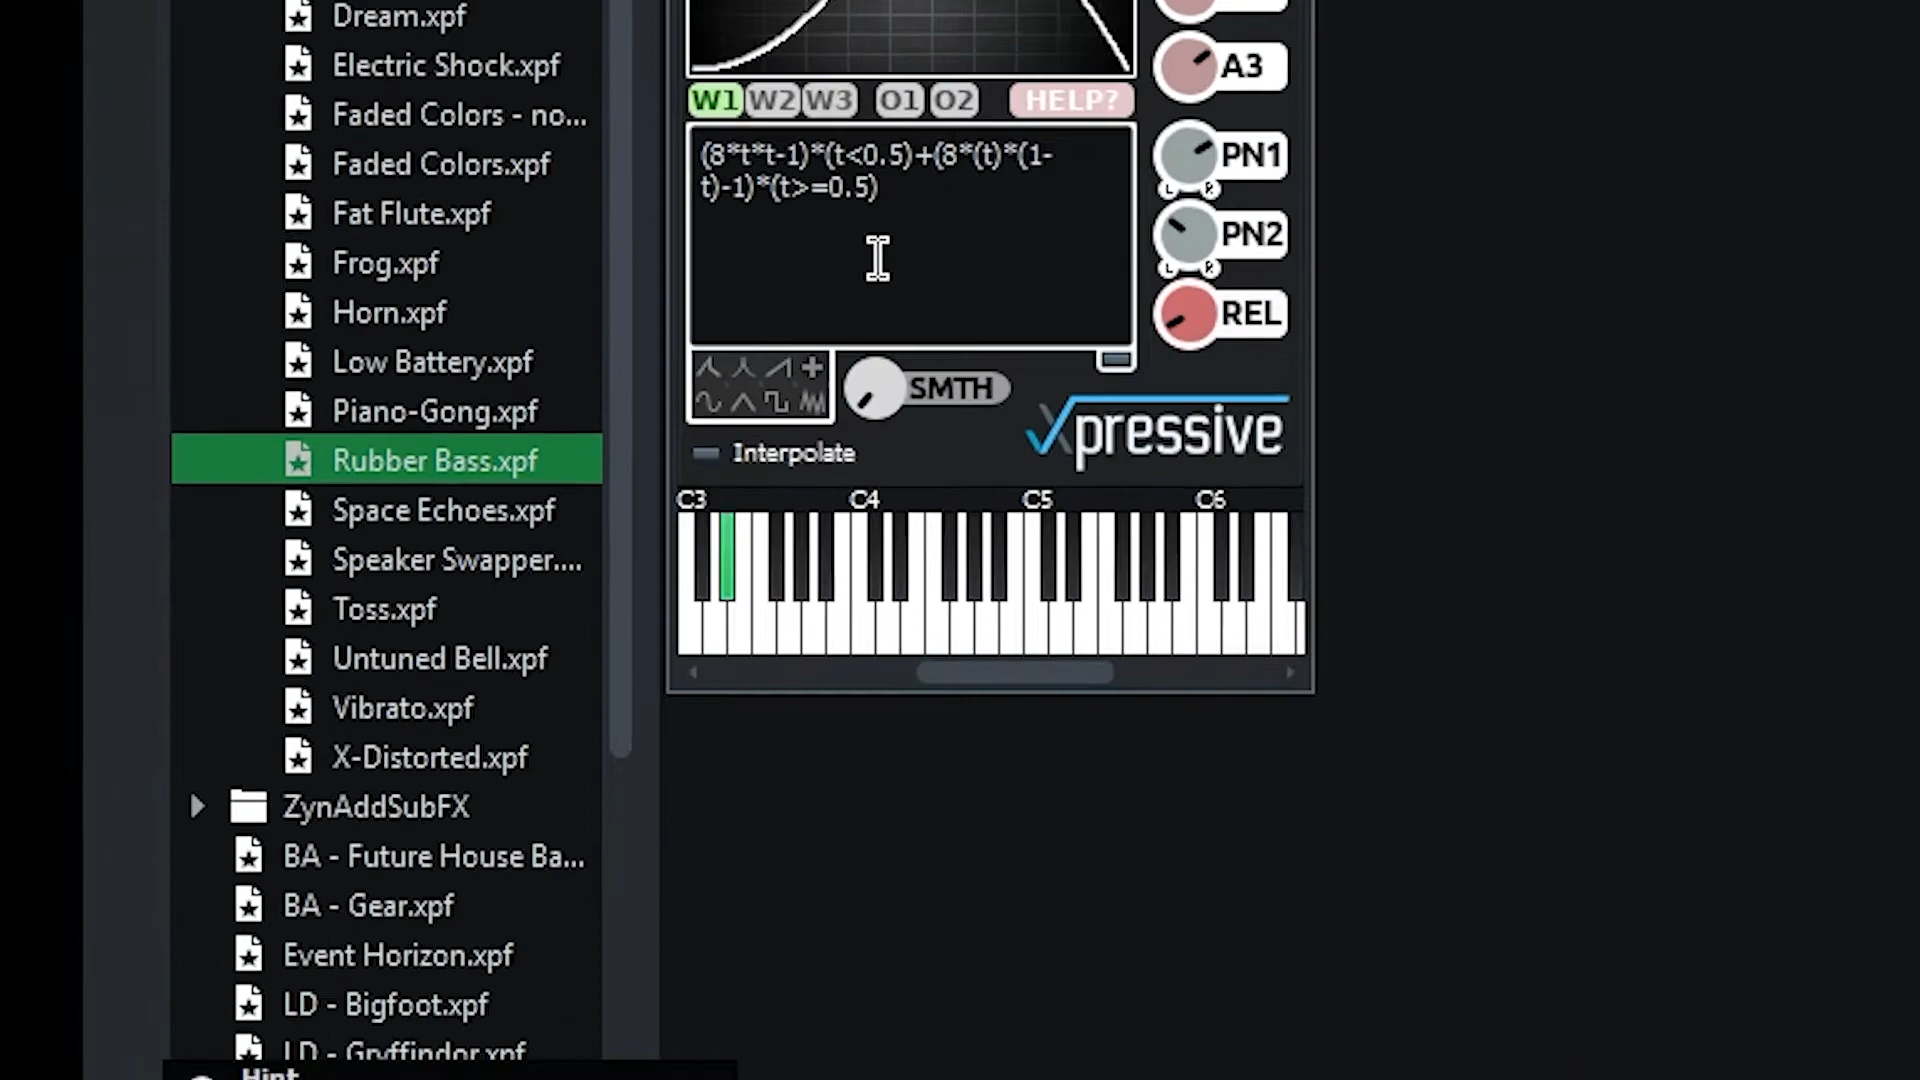 Dream.xpf
Electric Shock.xpf
Faded Colors - no...
Faded Colors.xpf
Fat Flute.xpf
Frog.xpf
Horn.xpf
Low Battery.xpf
Piano-Gong.xpf
Rubber Bass.xpf
Space Echoes.xpf
Speaker Swapper....
Toss.xpf
Untuned Bell.xpf
Vibrato.xpf
X-Distorted.xpf
ZynAddSubFX
BA - Future House Ba...
BA - Gear.xpf
Event Horizon.xpf
LD - Bigfoot.xpf
LD - Gryffindor.xpf
Hint
W1 W2 W3 O1 O2 HELP?
(8*t*t-1)*(t<0.5)+(8*(t)*(1-
t)-1)*(t>=0.5)
A3
PN1
L R
PN2
L R
REL
SMTH
Xpressive
Interpolate
C3 C4 C5 C6